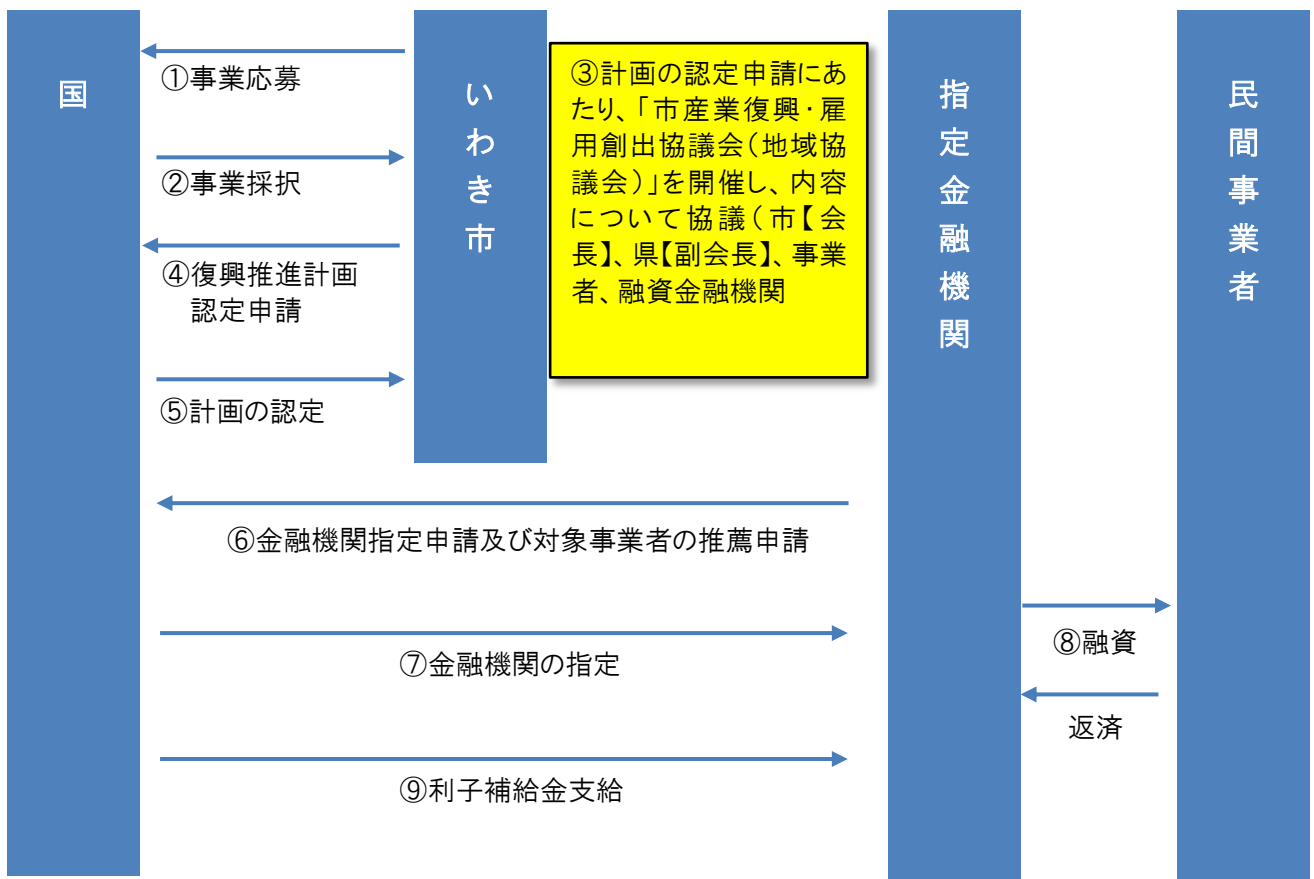 国
①事業応募
②事業採択
④復興推進計画
認定申請
⑤計画の認定
いわき市
③計画の認定申請にあ
たり、「市産業復興・雇
用創出協議会(地域協
議会)」を開催し、内容
について協議(市【会
長】、県【副会長】、事業
者、融資金融機関
指定金融機関
民間事業者
⑥金融機関指定申請及び対象事業者の推薦申請
⑦金融機関の指定
⑧融資
返済
⑨利子補給金支給